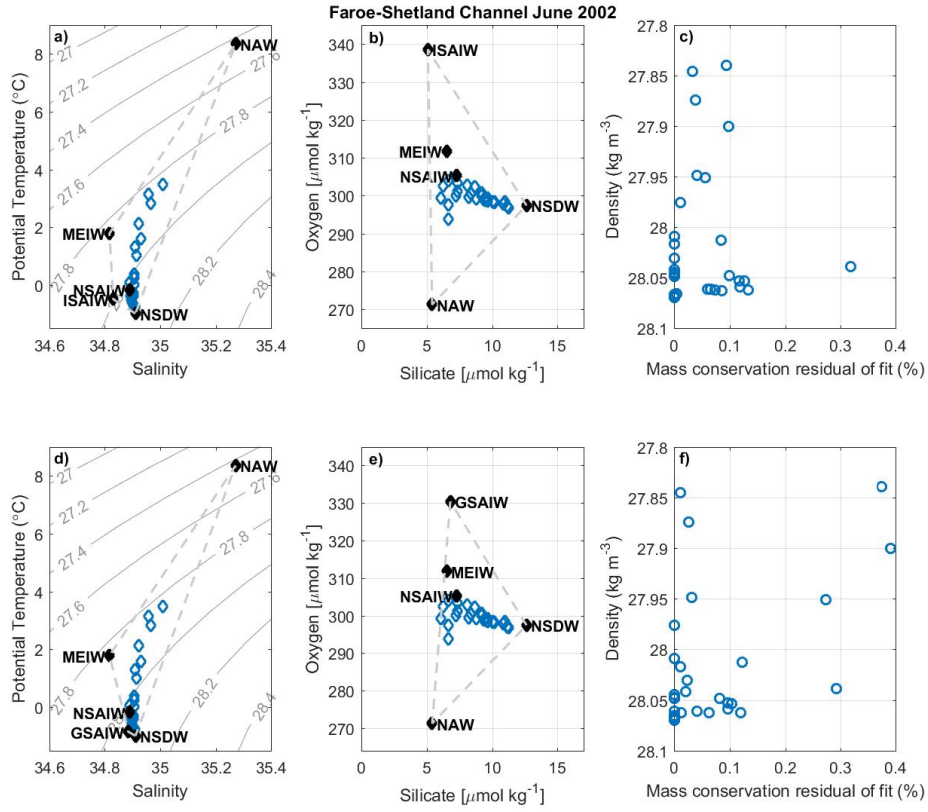 Faroe-Shetland Channel June 2002
a)
NAW
MEIW
NSAIW
ISAIW
NSDW
27
27.2
27.4
27.6
27.6
27.8
27.8
28
28.2
28.4
8
6
4
2
0
34.6
34.8
35
35.2
35.4
Potential Temperature (°C)
Salinity
b)
ISAIW
MEIW
NSAIW
NSDW
NAW
340
330
320
310
300
290
280
270
0
5
10
15
Oxygen [μmol kg⁻¹]
Silicate [μmol kg⁻¹]
c)
27.8
27.85
27.9
27.95
28
28.05
28.1
0
0.1
0.2
0.3
0.4
Density (kg m⁻³)
Mass conservation residual of fit (%)
d)
NAW
MEIW
NSAIW
GSAIW
NSDW
27
27.2
27.4
27.6
27.6
27.8
27.8
28
28.2
28.4
8
6
4
2
0
34.6
34.8
35
35.2
35.4
Potential Temperature (°C)
Salinity
e)
GSAIW
MEIW
NSAIW
NSDW
NAW
340
330
320
310
300
290
280
270
0
5
10
15
Oxygen [μmol kg⁻¹]
Silicate [μmol kg⁻¹]
f)
27.8
27.85
27.9
27.95
28
28.05
28.1
0
0.1
0.2
0.3
0.4
Density (kg m⁻³)
Mass conservation residual of fit (%)